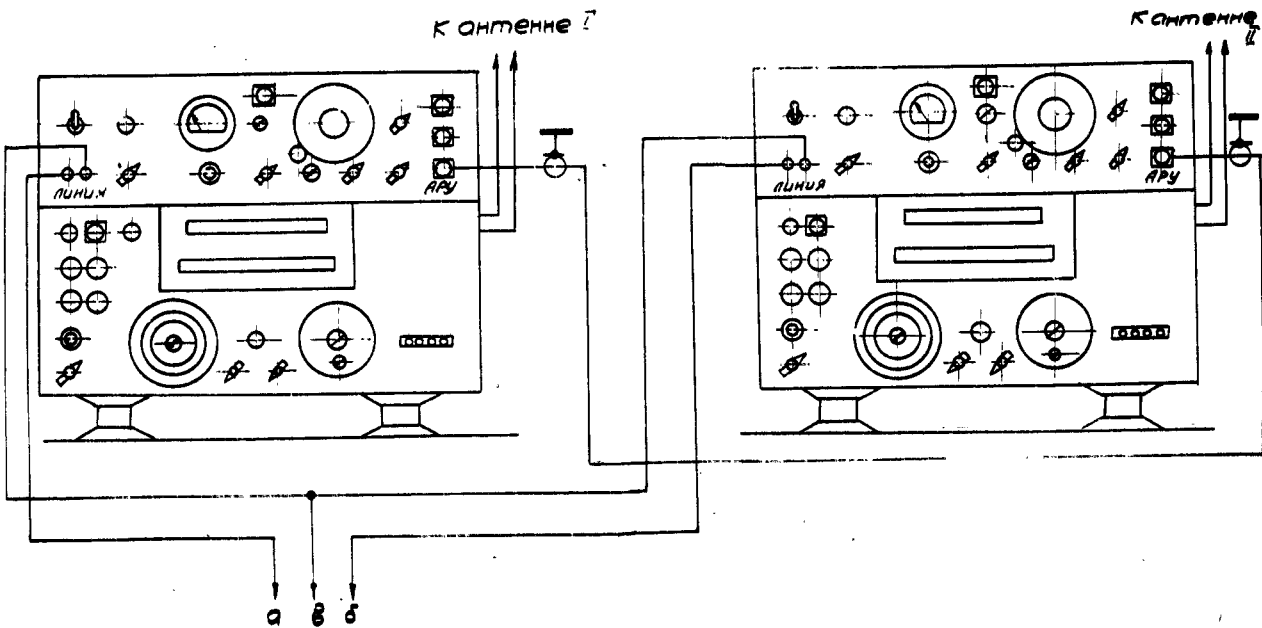 К антенне I
К антенне
II
ЛИНИЯ
АРУ
ЛИНИЯ
АРУ
а
в
б